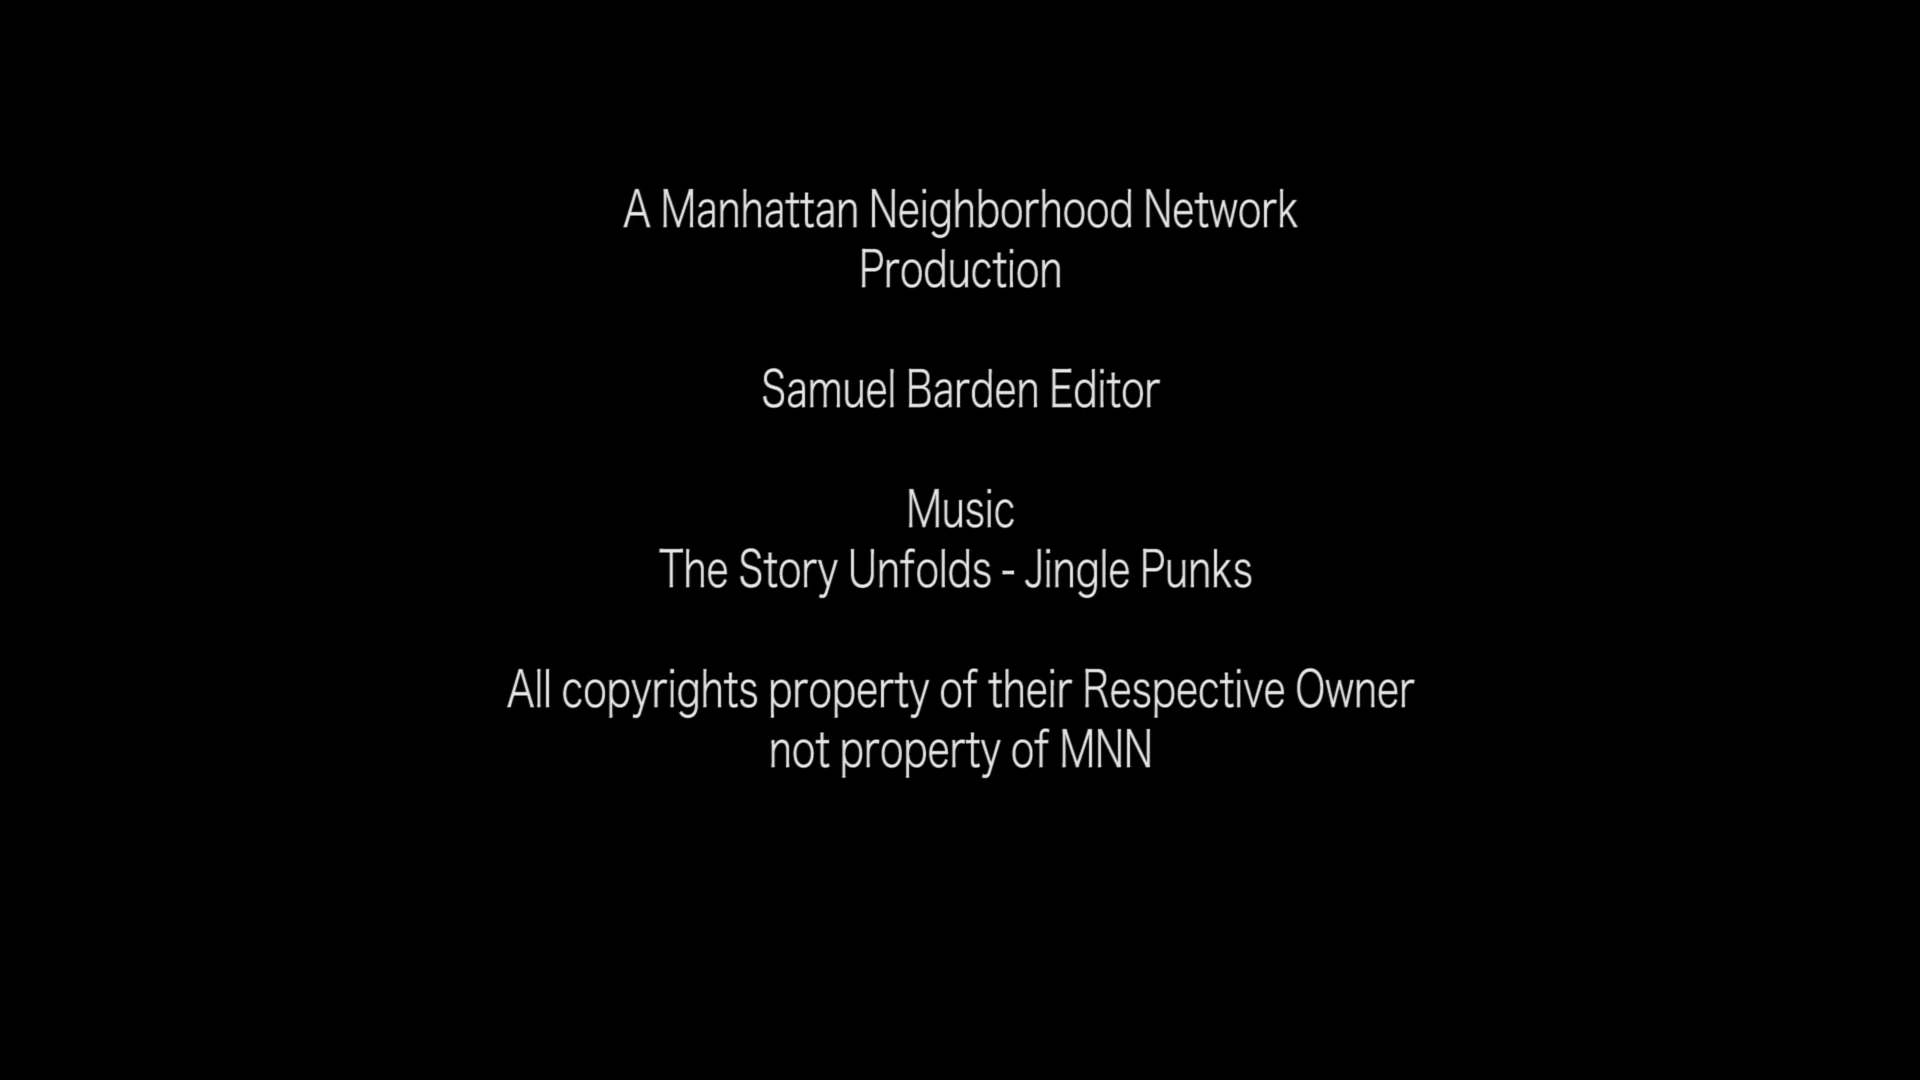 A Manhattan Neighborhood Network
Production
Samuel Barden Editor
Music
The Story Unfolds - Jingle Punks
All copyrights property of their Respective Owner
not property of MNN